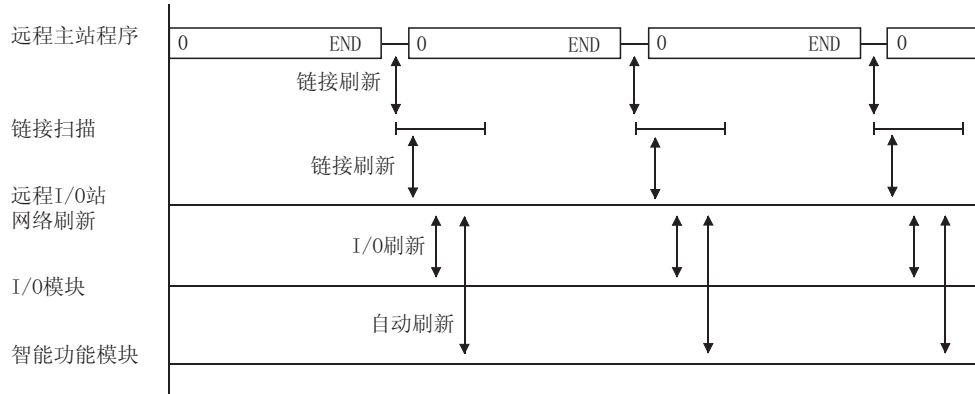 远程主站程序
0 END 0 END 0 END 0
链接刷新
链接扫描
链接刷新
远程I/O站
网络刷新
I/O刷新
I/O模块
自动刷新
智能功能模块